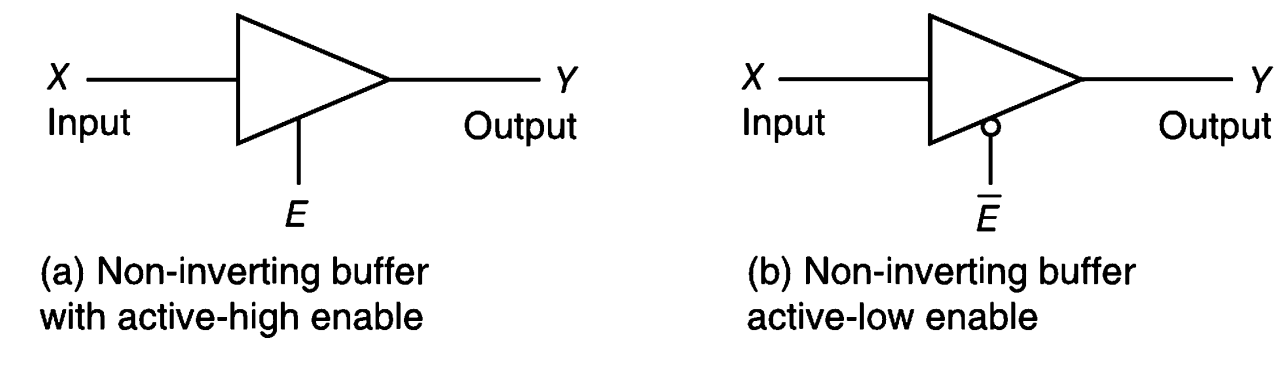 X
Input
Y
Output
E
(a) Non-inverting buffer
with active-high enable
X
Input
Y
Output
E̅
(b) Non-inverting buffer
active-low enable